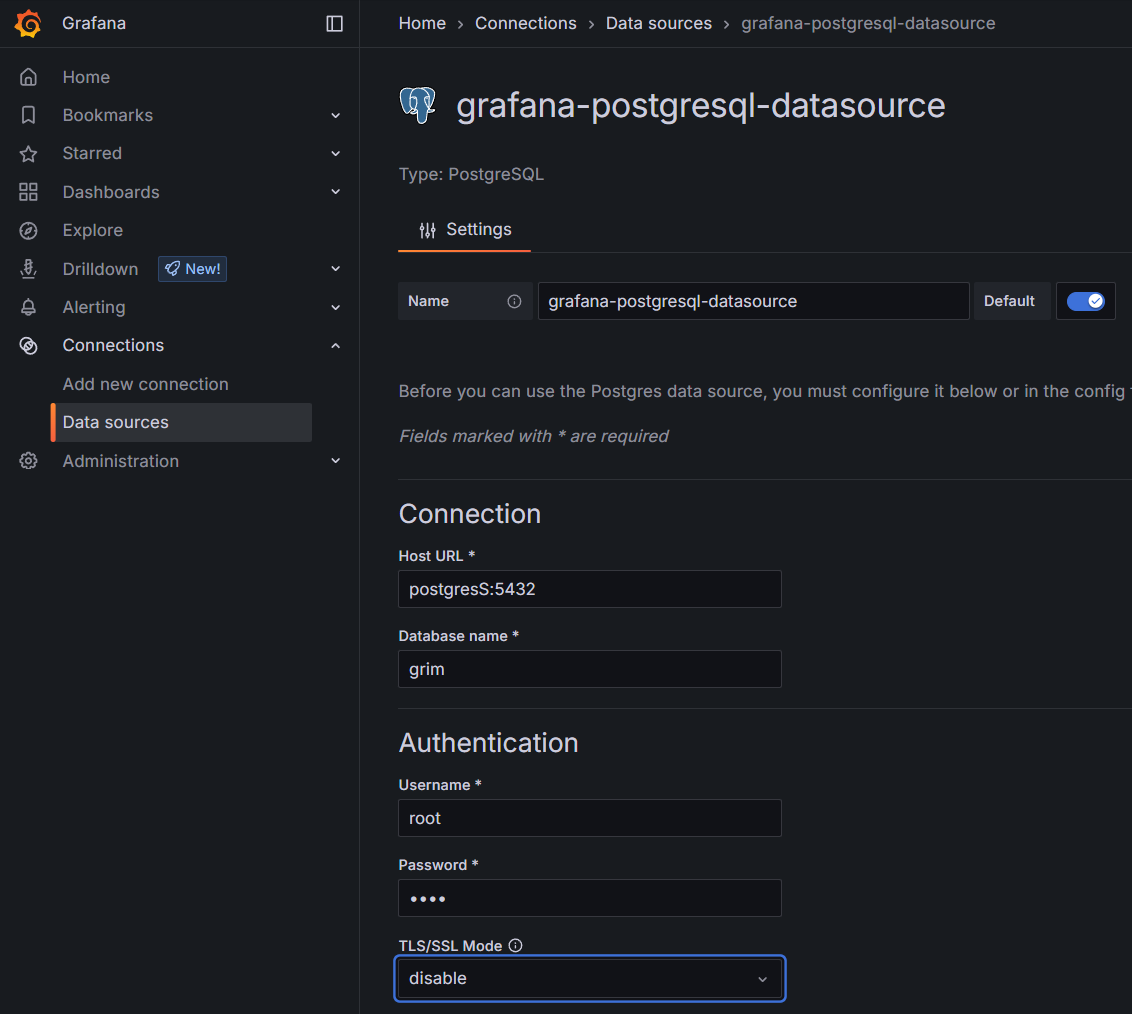 Grafana
Home › Connections › Data sources › grafana-postgresql-datasource
Home
Bookmarks
Starred
Dashboards
Explore
Drilldown New!
Alerting
Connections
Add new connection
Data sources
Administration
grafana-postgresql-datasource
Type: PostgreSQL
Settings
Name grafana-postgresql-datasource Default
Before you can use the Postgres data source, you must configure it below or in the config
Fields marked with * are required
Connection
Host URL *
postgresS:5432
Database name *
grim
Authentication
Username *
root
Password *
••••
TLS/SSL Mode
disable